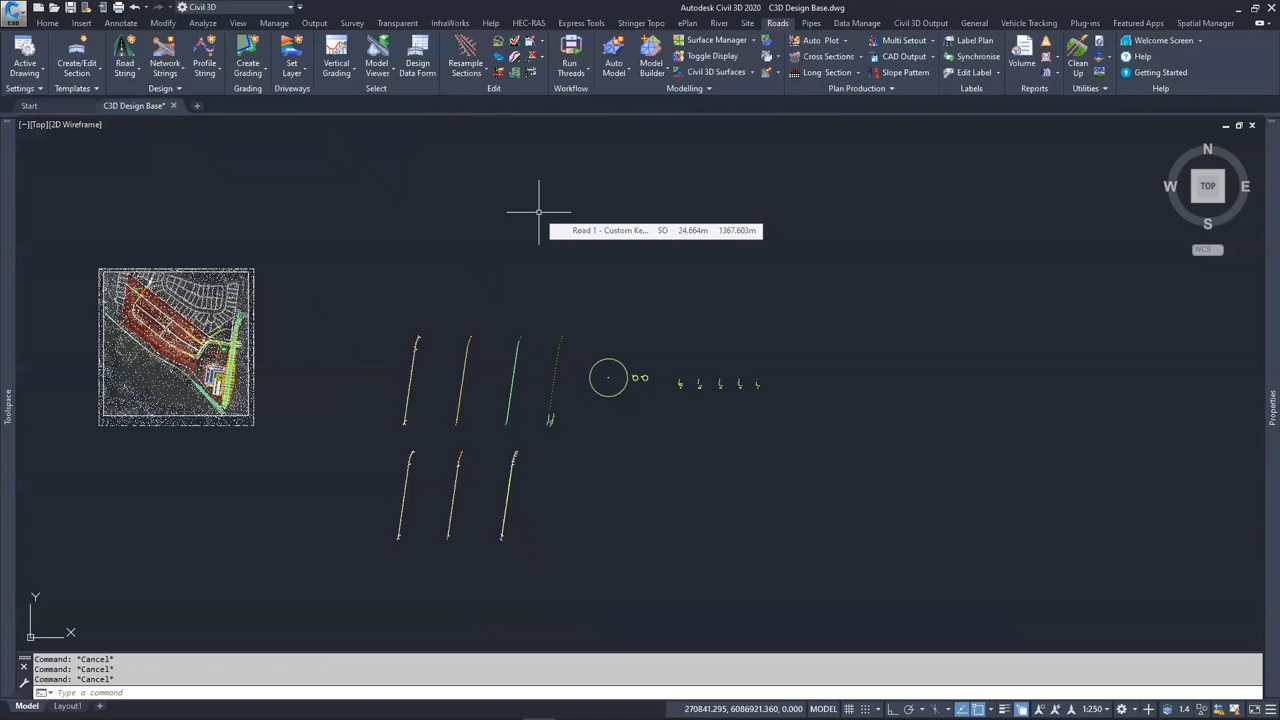 C3D
Civil 3D
Autodesk Civil 3D 2020 C3D Design Base.dwg
Home Insert Annotate Modify Analyze View Manage Output Survey Transparent InfraWorks Collaborate Help HEC-RAS Express Tools Stringer Topo ePlan River Roads Pipes Data Manager Civil 3D Output General Vehicle Tracking Plug-ins Featured Apps Spatial Manager
Active Drawing...
Create/Edit Section
Road String
Network Strings
Profile String
Create Grading
Set Layer
Vertical Grading
Model Viewer
Design Data Form
Resample Sections
Run Threads
Auto Model
Model Builder
Surface Manager
Toggle Display
Civil 3D Surfaces
Auto Plot
Cross Sections
Long Section
Multi Setout
CAD Output
Slope Pattern
Label Plan
Synchronise
Edit Label
Volume
Clean Up
Welcome Screen
Help
Getting Started
Settings Templates Design Grading Driveways Select Edit Workflow Modelling Plan Production Labels Reports Utilities Help
Start C3D Design Base*
[−][Top][2D Wireframe]
N
W TOP E
S
WCS
Road 1 - Custom Ke... SO 24.664m 1367.603m
Toolspace
Properties
Y
X
Command: *Cancel*
Command: *Cancel*
Command: *Cancel*
Type a command
Model Layout1
270841.295, 6086921.360, 0.000 MODEL 1:250 1:4